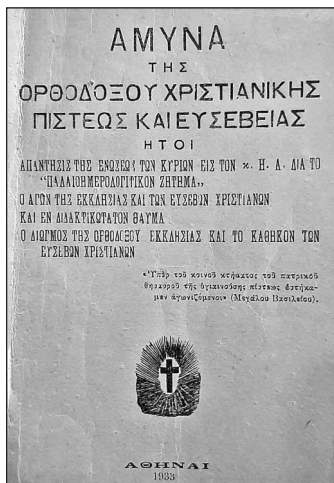 ΑΜΥΝΑ
ΤΗΣ
ΟΡΘΟΔΟΞΟΥ ΧΡΙΣΤΙΑΝΙΚΗΣ
ΠΙΣΤΕΩΣ ΚΑΙ ΕΥΣΕΒΕΙΑΣ
ΗΤΟΙ
ΑΠΑΝΤΗΣΙΣ ΤΗΣ ΕΝΩΣΕΩΣ ΤΩΝ ΚΥΡΙΩΝ ΕΙΣ ΤΟΝ κ. Η. Α. ΔΙΑ ΤΟ
"ΠΑΛΑΙΟΗΜΕΡΟΛΟΓΙΤΙΚΟΝ ΖΗΤΗΜΑ"
Ο ΑΓΩΝ ΤΗΣ ΕΚΚΛΗΣΙΑΣ ΚΑΙ ΤΩΝ ΕΥΣΕΒΩΝ ΧΡΙΣΤΙΑΝΩΝ
ΚΑΙ ΕΝ ΔΙΔΑΚΤΙΚΩΤΑΤΟΝ ΘΑΥΜΑ
Ο ΔΙΩΓΜΟΣ ΤΗΣ ΟΡΘΟΔΟΞΟΥ ΕΚΚΛΗΣΙΑΣ ΚΑΙ ΤΟ ΚΑΘΗΚΟΝ ΤΩΝ
ΕΥΣΕΒΩΝ ΧΡΙΣΤΙΑΝΩΝ
«Ὑπὲρ τοῦ κοινοῦ κτήματος τοῦ πατρικοῦ
θησαυροῦ τῆς ὑγιαινούσης πίστεως ἑστήκα-
μεν ἀγωνιζόμενοι» (Μεγάλου Βασιλείου).
ΑΘΗΝΑΙ
1933